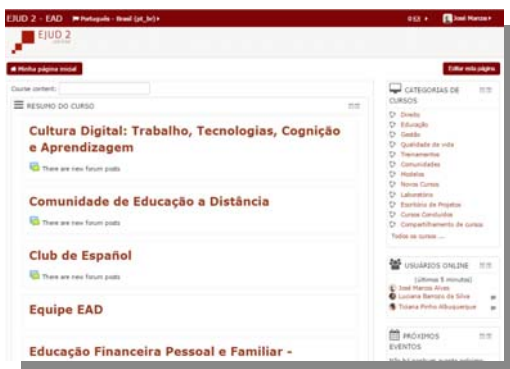 EJUD 2 - EAD Português - Brasil (pt_br)
José Marcos
EJUD 2
Minha página inicial
Editar esta página
Course content:
RESUMO DO CURSO
Cultura Digital: Trabalho, Tecnologias, Cognição
e Aprendizagem
There are new forum posts
Comunidade de Educação a Distância
There are new forum posts
Club de Español
There are new forum posts
Equipe EAD
Educação Financeira Pessoal e Familiar -
CATEGORIAS DE
CURSOS
Direito
Educação
Gestão
Qualidade de vida
Treinamentos
Comunidades
Modelos
Novos Cursos
Laboratório
Escritório de Projetos
Cursos Concluídos
Compartilhamento de cursos
Todos os cursos ...
USUÁRIOS ONLINE
(últimos 5 minutos)
José Marcos Alves
Luciana Barrozo da Silva
Tolana Pinho Albuquerque
PRÓXIMOS
EVENTOS